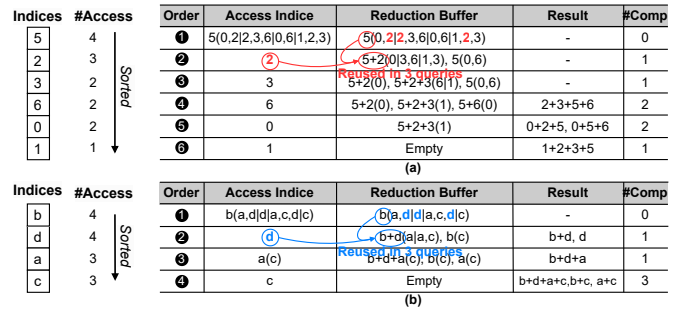 Indices #Access
5 4
2 3
3 2
6 2
0 2
1 1
Sorted
Order Access Indice Reduction Buffer Result #Comp
❶ 5(0,2|2,3,6|0,6|1,2,3) 5(0,2|2,3,6|0,6|1,2,3) - 0
❷ 2 5+2(0|3,6|1,3), 5(0,6) - 1
Reused in 3 queries
❸ 3 5+2(0), 5+2+3(6|1), 5(0,6) - 1
❹ 6 5+2(0), 5+2+3(1), 5+6(0) 2+3+5+6 2
❺ 0 5+2+3(1) 0+2+5, 0+5+6 2
❻ 1 Empty 1+2+3+5 1
(a)
Indices #Access
b 4
d 4
a 3
c 3
Sorted
Order Access Indice Reduction Buffer Result #Comp
❶ b(a,d|d|a,c,d|c) b(a,d|d|a,c,d|c) - 0
❷ d b+d(a|a,c), b(c) b+d, d 1
Reused in 3 queries
❸ a(c) b+d+a(c), b(c), a(c) b+d+a 1
❹ c Empty b+d+a+c,b+c, a+c 3
(b)